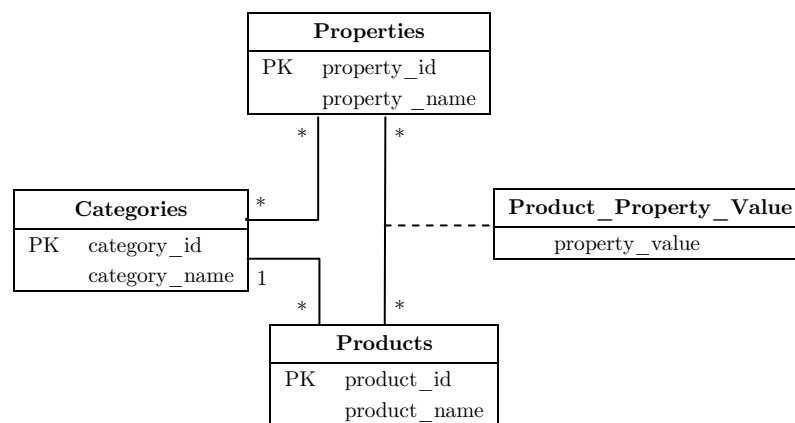 Properties
PK property_id
property _name
* *
*
Categories
PK category_id
category_name
1
Product_Property_Value
property_value
* *
Products
PK product_id
product_name